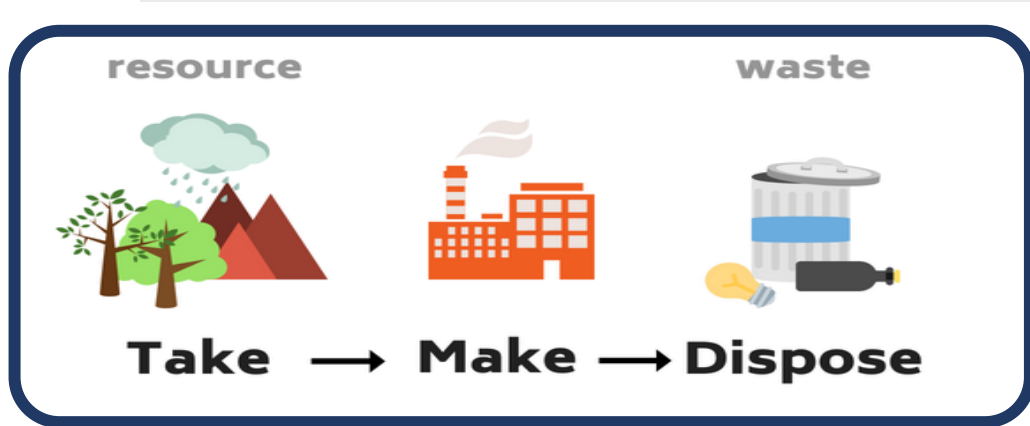 resource waste
Take → Make → Dispose